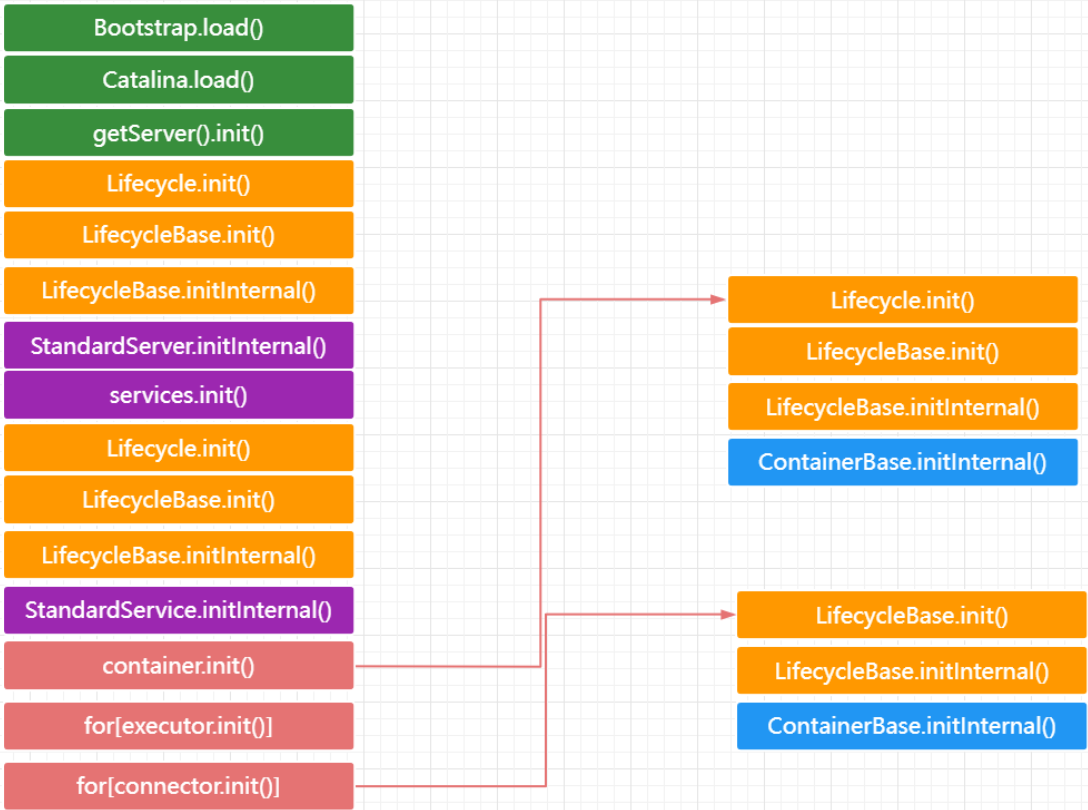 Bootstrap.load()
Catalina.load()
getServer().init()
Lifecycle.init()
LifecycleBase.init()
LifecycleBase.initInternal()
StandardServer.initInternal()
services.init()
Lifecycle.init()
LifecycleBase.init()
LifecycleBase.initInternal()
StandardService.initInternal()
container.init()
for[executor.init()]
for[connector.init()]
Lifecycle.init()
LifecycleBase.init()
LifecycleBase.initInternal()
ContainerBase.initInternal()
LifecycleBase.init()
LifecycleBase.initInternal()
ContainerBase.initInternal()